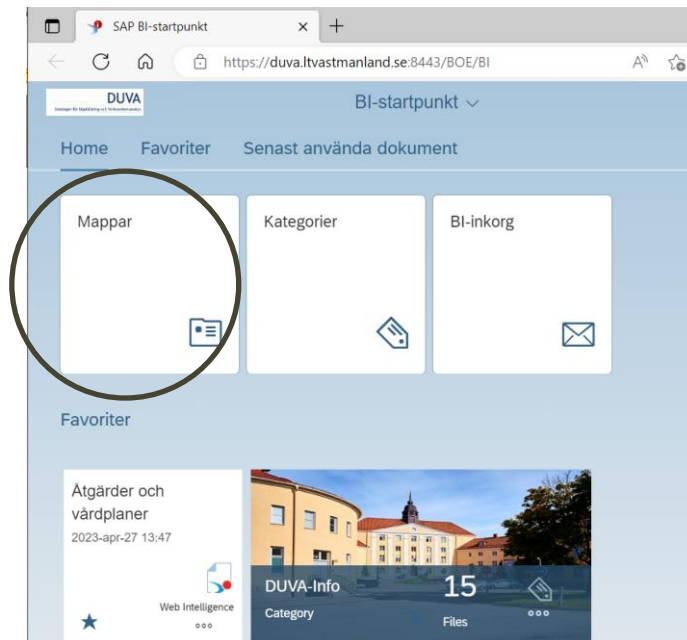 SAP BI-startpunkt
https://duva.ltvastmanland.se:8443/BOE/BI
DUVA
BI-startpunkt
Home Favoriter Senast använda dokument
Mappar Kategorier BI-inkorg
Favoriter
Åtgärder och
vårdplaner
2023-apr-27 13:47
Web Intelligence
DUVA-Info 15
Category Files